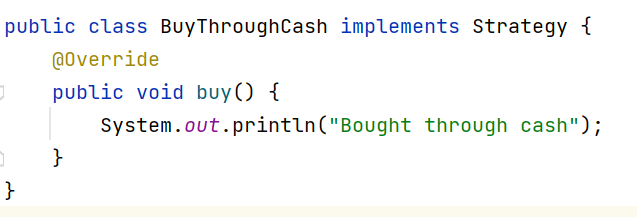 public class BuyThroughCash implements Strategy {
    @Override
    public void buy() {
        System.out.println("Bought through cash");
    }
}